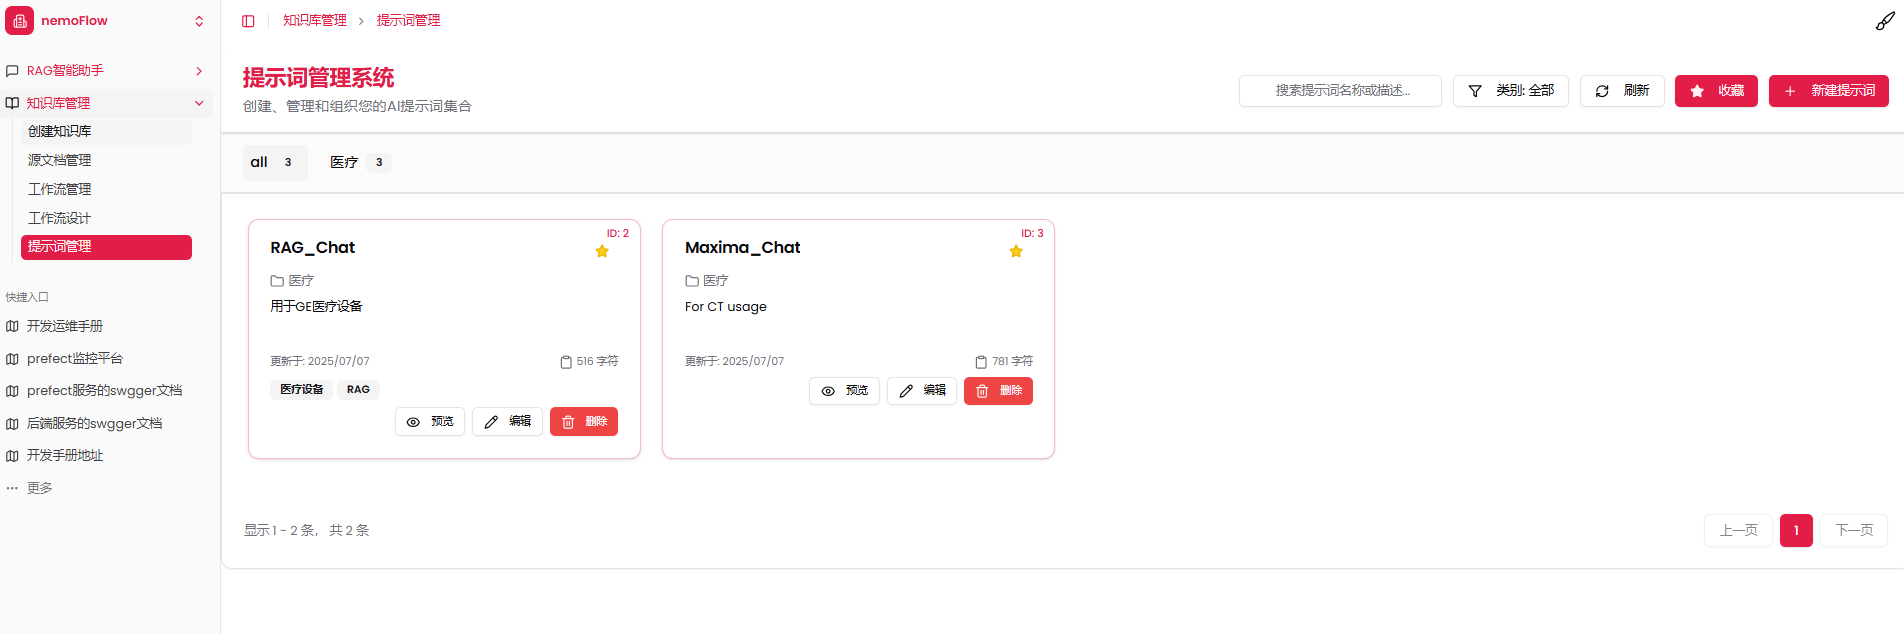 nemoFlow
RAG智能助手
知识库管理
创建知识库
源文档管理
工作流管理
工作流设计
提示词管理
快捷入口
开发运维手册
prefect监控平台
prefect服务的swgger文档
后端服务的swgger文档
开发手册地址
更多
知识库管理 提示词管理
提示词管理系统
创建、管理和组织您的AI提示词集合
搜索提示词名称或描述...
类别: 全部
刷新
收藏
新建提示词
all 3 医疗 3
ID: 2
RAG_Chat
医疗
用于GE医疗设备
更新于: 2025/07/07 516 字符
医疗设备 RAG
预览 编辑 删除
ID: 3
Maxima_Chat
医疗
For CT usage
更新于: 2025/07/07 781 字符
预览 编辑 删除
显示 1 - 2 条， 共 2 条
上一页 1 下一页